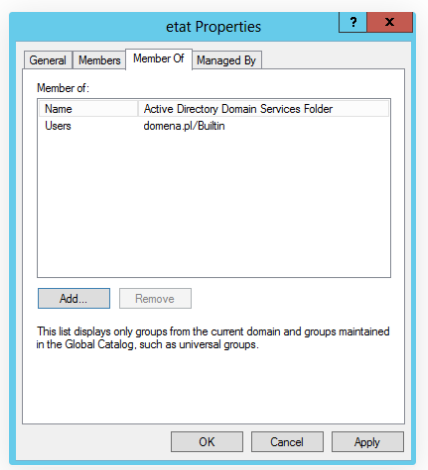 etat Properties
? x
General Members Member Of Managed By
Member of:
Name Active Directory Domain Services Folder
Users domena.pl/Builtin
Add... Remove
This list displays only groups from the current domain and groups maintained
in the Global Catalog, such as universal groups.
OK Cancel Apply